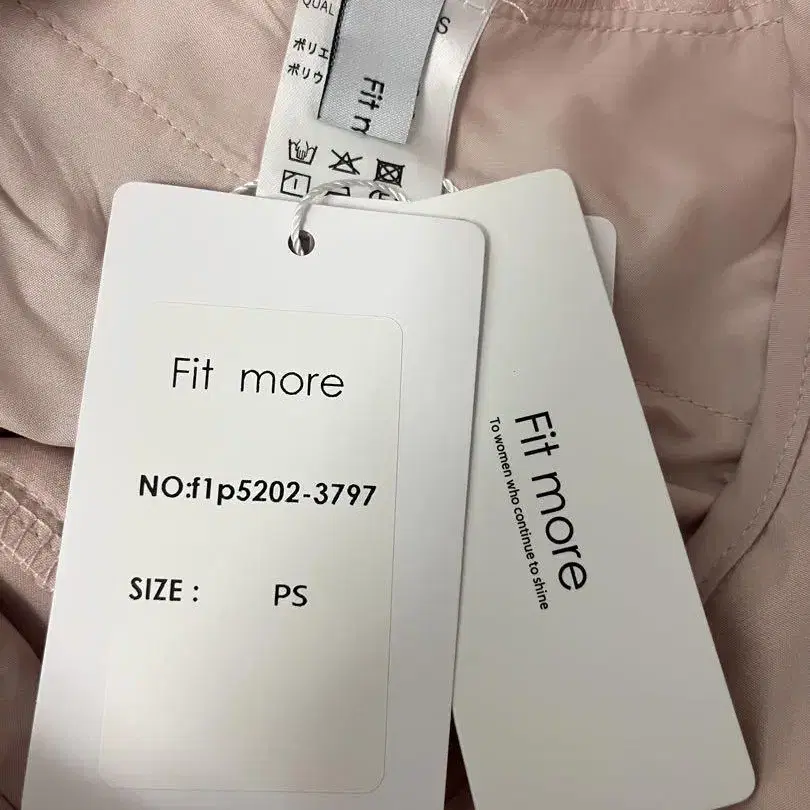 QUAL
S
ポリエ
ポリウ
Fit m
Fit more
NO:f1p5202-3797
SIZE : PS
Fit more
To women who continue to shine